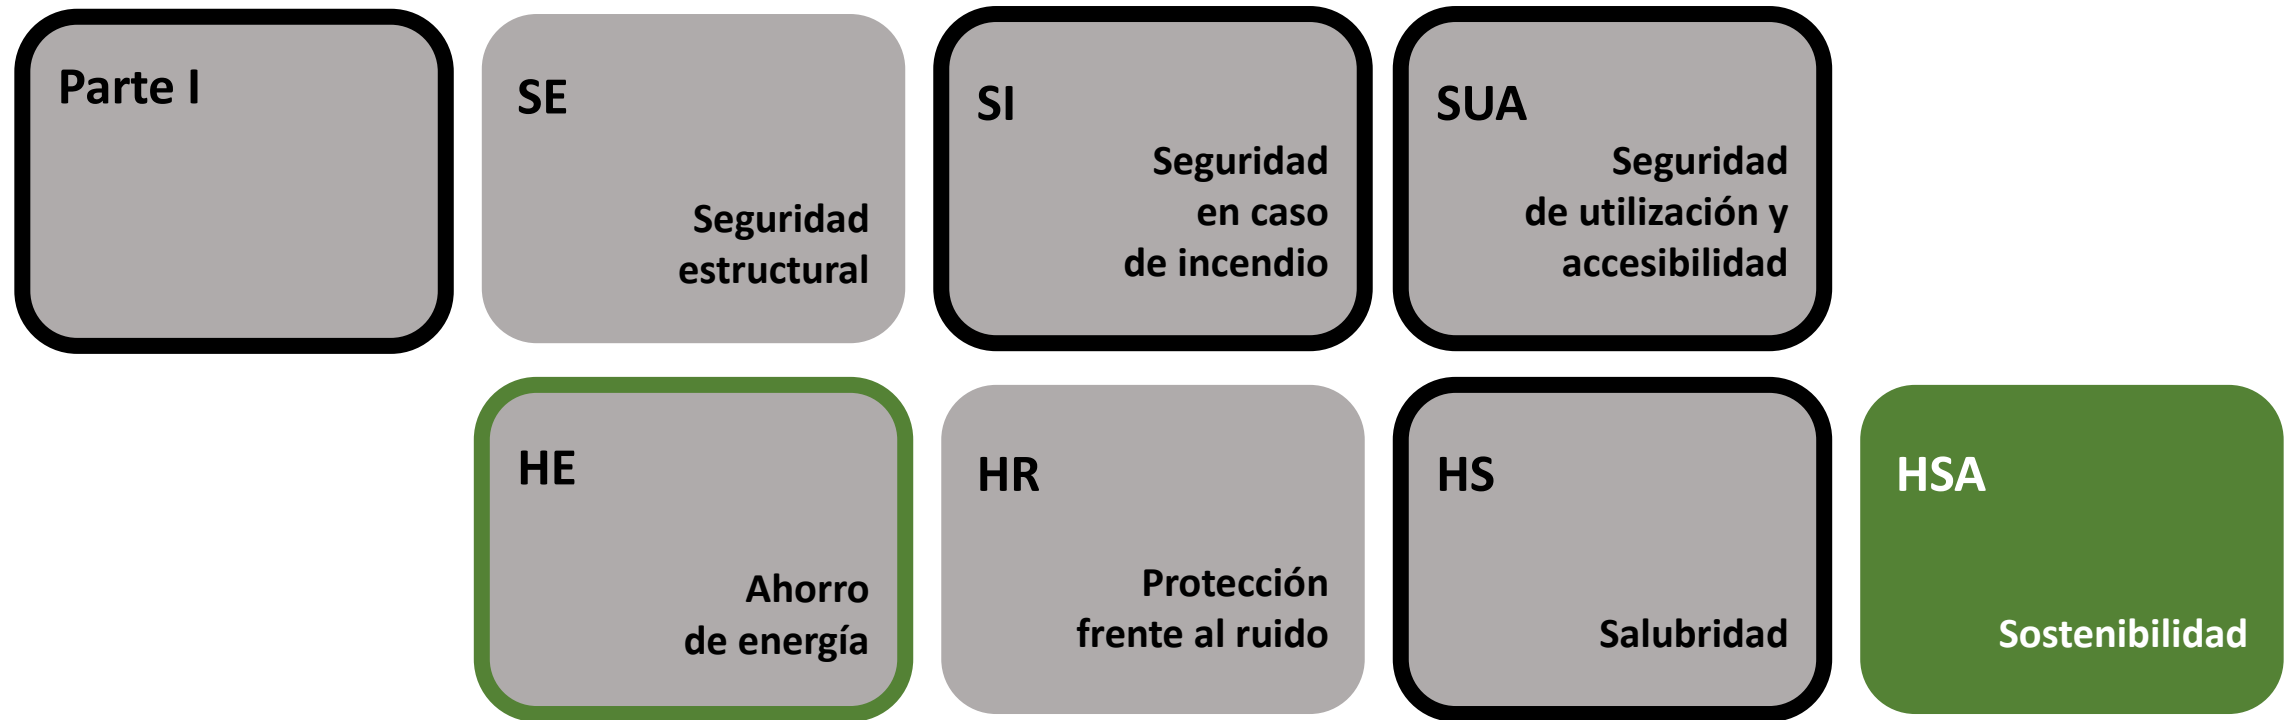 Parte I
SE
Seguridad
estructural
SI
Seguridad
en caso
de incendio
SUA
Seguridad
de utilización y
accesibilidad
HE
Ahorro
de energía
HR
Protección
frente al ruido
HS
Salubridad
HSA
Sostenibilidad